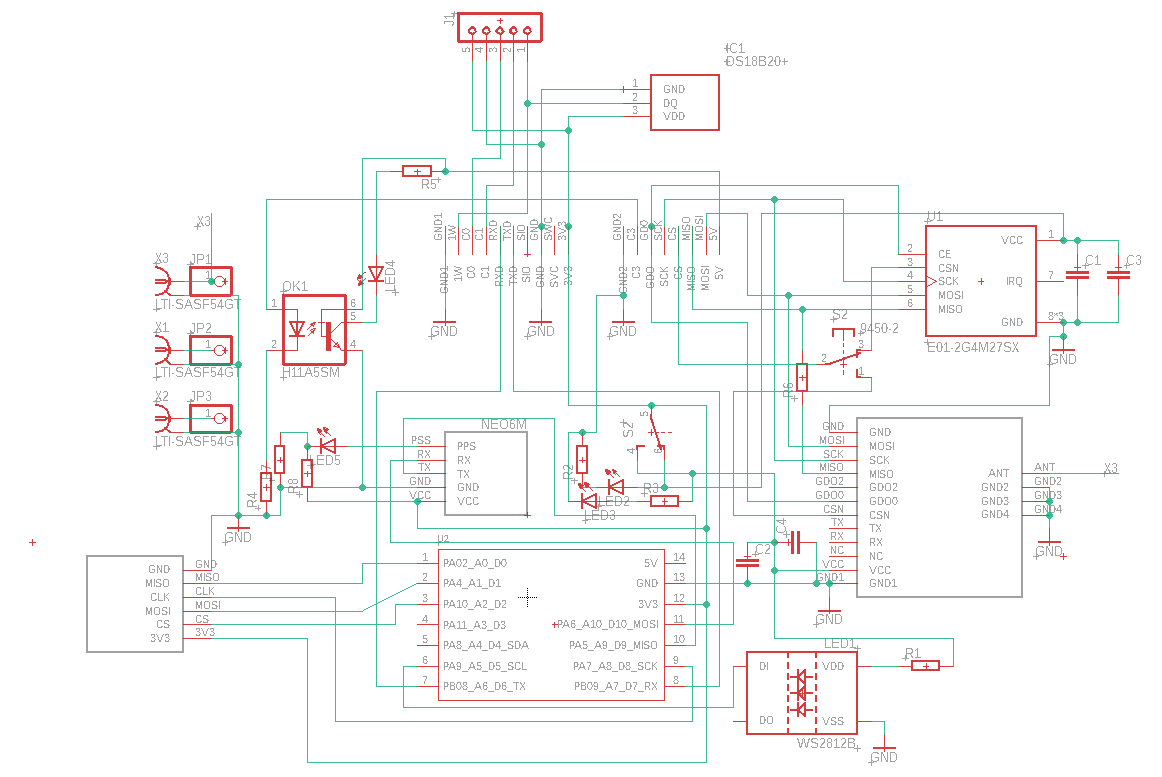 J1
5 4 3 2 1
IC1
DS18B20+
1 GND
2 DQ
3 VDD
R5
GND1 1W C0 C1 RXD TXD SIO GND SWC 3V3
GND1 1W C0 C1 RXD TXD SIO GND SVC 3V3
GND2 C3 GDO SCK CS MISO MOSI 5V
GND2 C3 GDO SCK CS MISO MOSI 5V
GND
GND
GND
U1
VCC 1
2 CE
3 CSN
4 SCK
IRQ 7
5 MOSI
6 MISO
GND 8*3
E01-2G4M27SX
C1
C3
GND
X3
X3 JP1
1
LTI-SASF54GT
X1 JP2
1
LTI-SASF54GT
X2 JP3
1
LTI-SASF54GT
LED4
OK1
1 6
5
2 4
H11A5SM
S2
9450-2
3
2
1
R6
NEO6M
PSS PPS
RX RX
TX TX
GND GND
VCC VCC
LED5
R7
R8
R4
GND
S2
5
4 6
R2
LED2
LED3
R3
GND GND
MOSI MOSI
SCK SCK
MISO MISO
GDO2 GDO2
GDO0 GDO0
CSN CSN
TX TX
RX RX
NC NC
VCC VCC
GND1 GND1
ANT ANT X3
GND2 GND2
GND3 GND3
GND4 GND4
GND
C4
C2
GND
GND GND
MISO MISO
CLK CLK
MOSI MOSI
CS CS
3V3 3V3
U2
1 PA02_A0_D0
2 PA4_A1_D1
3 PA10_A2_D2
4 PA11_A3_D3
5 PA8_A4_D4_SDA
6 PA9_A5_D5_SCL
7 PB08_A6_D6_TX
5V 14
GND 13
3V3 12
PA6_A10_D10_MOSI 11
PA5_A9_D9_MISO 10
PA7_A8_D8_SCK 9
PB09_A7_D7_RX 8
LED1
DI VDD
DO VSS
WS2812B
R1
GND